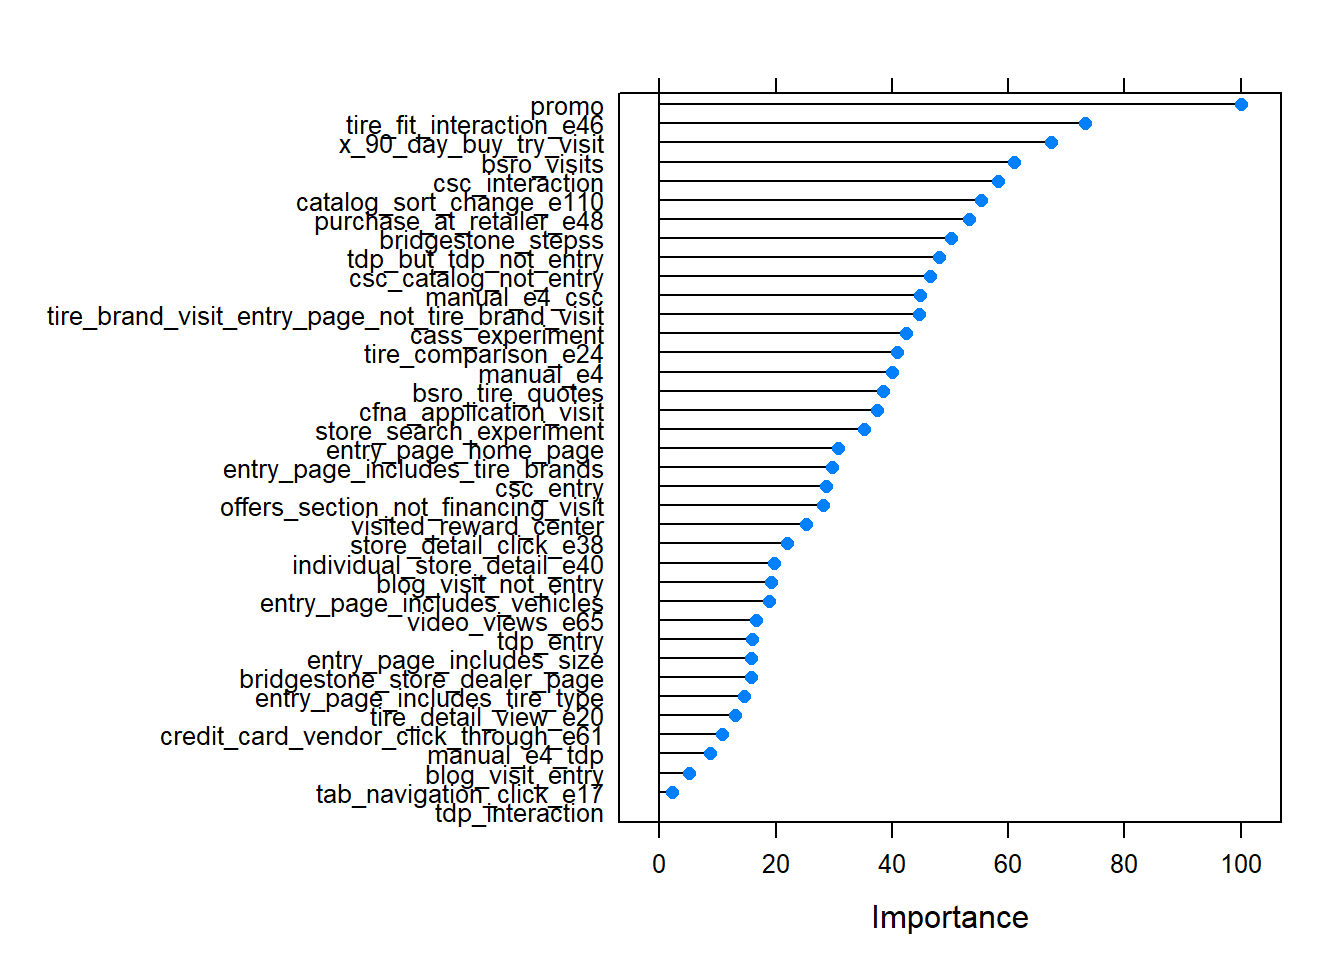 promo
tire_fit_interaction_e46
x_90_day_buy_try_visit
bsro_visits
csc_interaction
catalog_sort_change_e110
purchase_at_retailer_e48
bridgestone_stepss
tdp_but_tdp_not_entry
csc_catalog_not_entry
manual_e4_csc
tire_brand_visit_entry_page_not_tire_brand_visit
cass_experiment
tire_comparison_e24
manual_e4
bsro_tire_quotes
cfna_application_visit
store_search_experiment
entry_page_home_page
entry_page_includes_tire_brands
csc_entry
offers_section_not_financing_visit
visited_reward_center
store_detail_click_e38
individual_store_detail_e40
blog_visit_not_entry
entry_page_includes_vehicles
video_views_e65
tdp_entry
entry_page_includes_size
bridgestone_store_dealer_page
entry_page_includes_tire_type
tire_detail_view_e20
credit_card_vendor_click_through_e61
manual_e4_tdp
blog_visit_entry
tab_navigation_click_e17
tdp_interaction
0 20 40 60 80 100
Importance